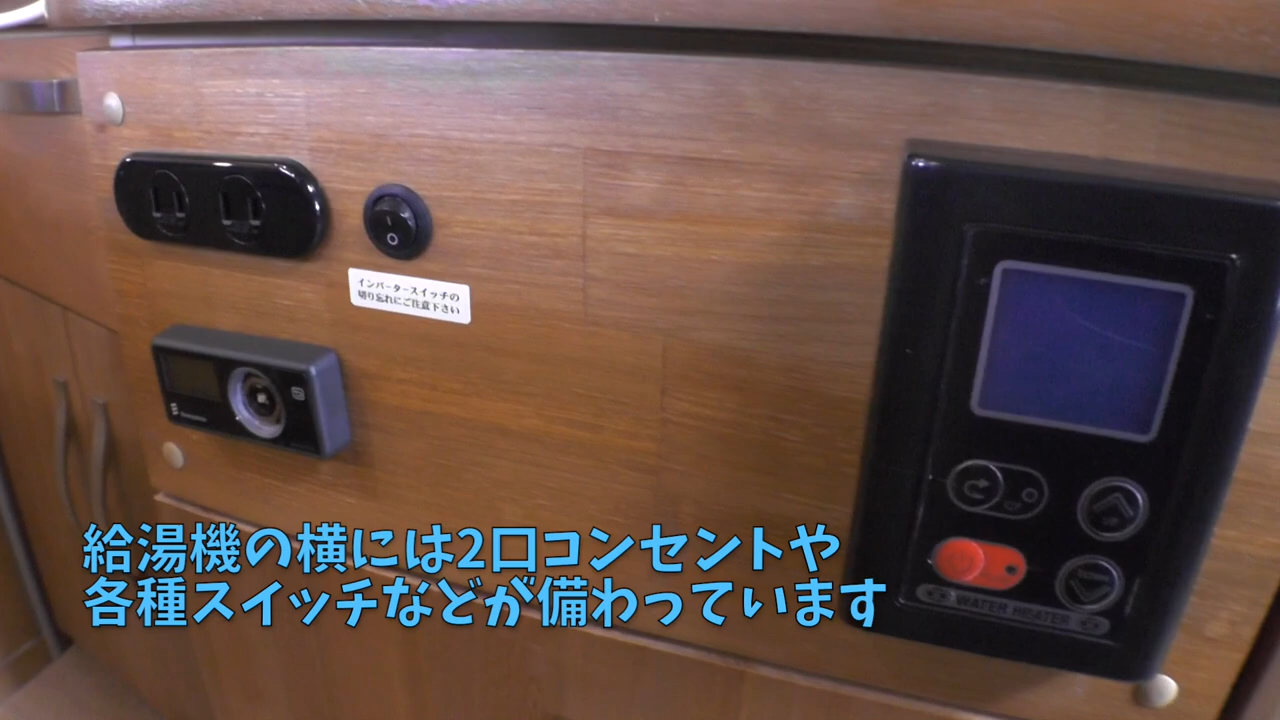 インバータースイッチの
切り忘れにご注意下さい
給湯機の横には2口コンセントや
各種スイッチなどが備わっています
WATER HEATER